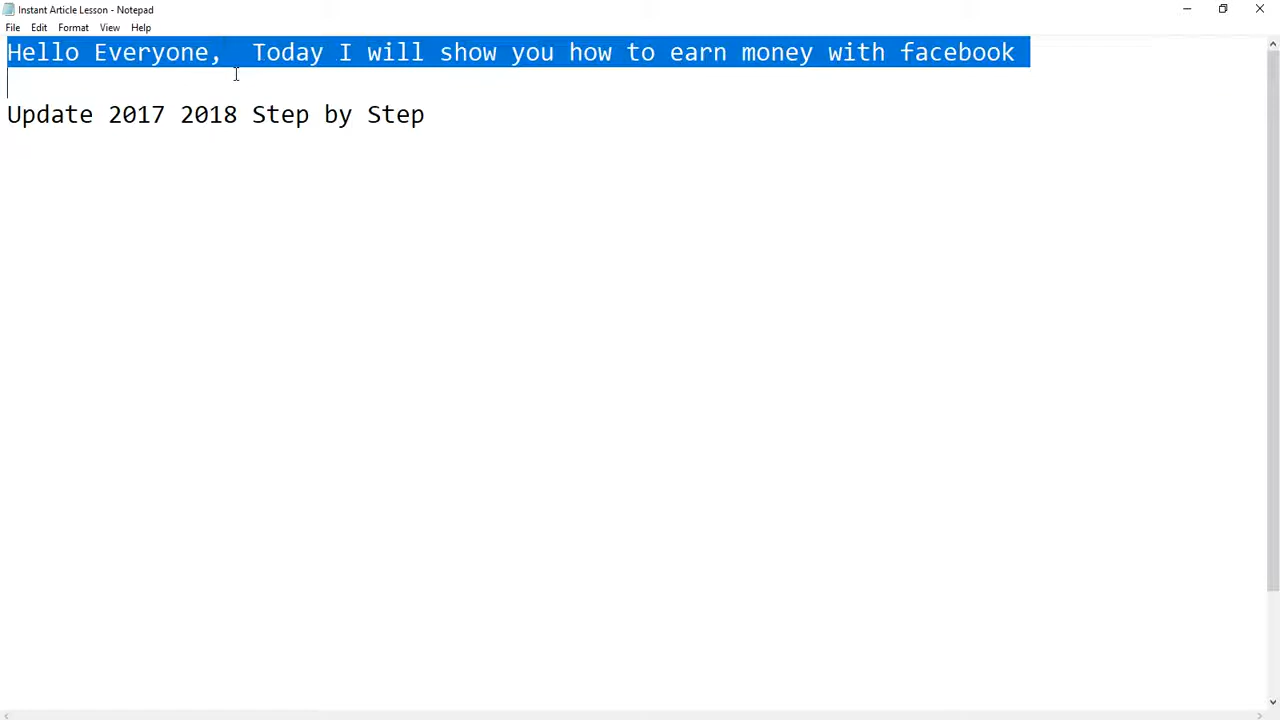 Instant Article Lesson - Notepad
File Edit Format View Help
Hello Everyone,  Today I will show you how to earn money with facebook
Update 2017 2018 Step by Step